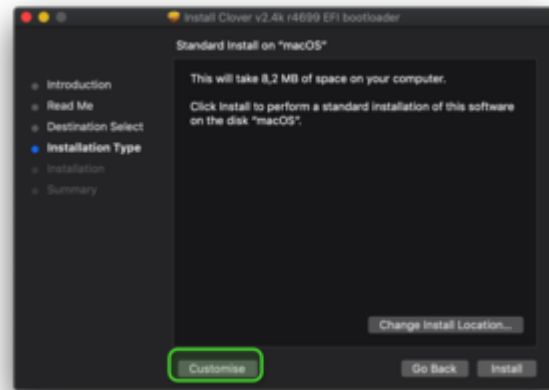 Install Clover v2.4k r4699 EFI bootloader
Standard Install on "macOS"
Introduction
Read Me
Destination Select
Installation Type
Installation
Summary
This will take 8,2 MB of space on your computer.
Click Install to perform a standard installation of this software
on the disk "macOS".
Change Install Location...
Customise
Go Back
Install